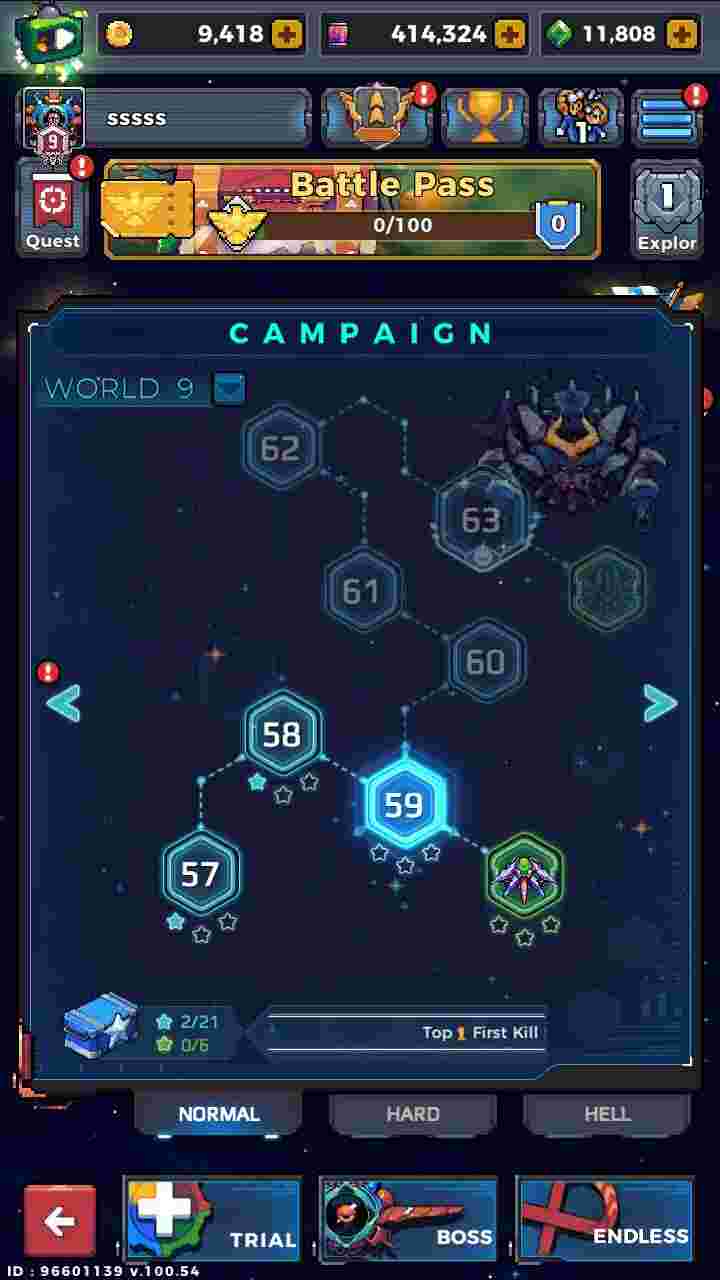 9,418
414,324
11,808
9
sssss
1
Quest
Battle Pass
0/100
0
1
Explor
CAMPAIGN
WORLD 9
62
63
61
60
58
59
57
2/21
0/6
Top 1 First Kill
NORMAL
HARD
HELL
TRIAL
BOSS
ENDLESS
ID : 96601139 v.100.54